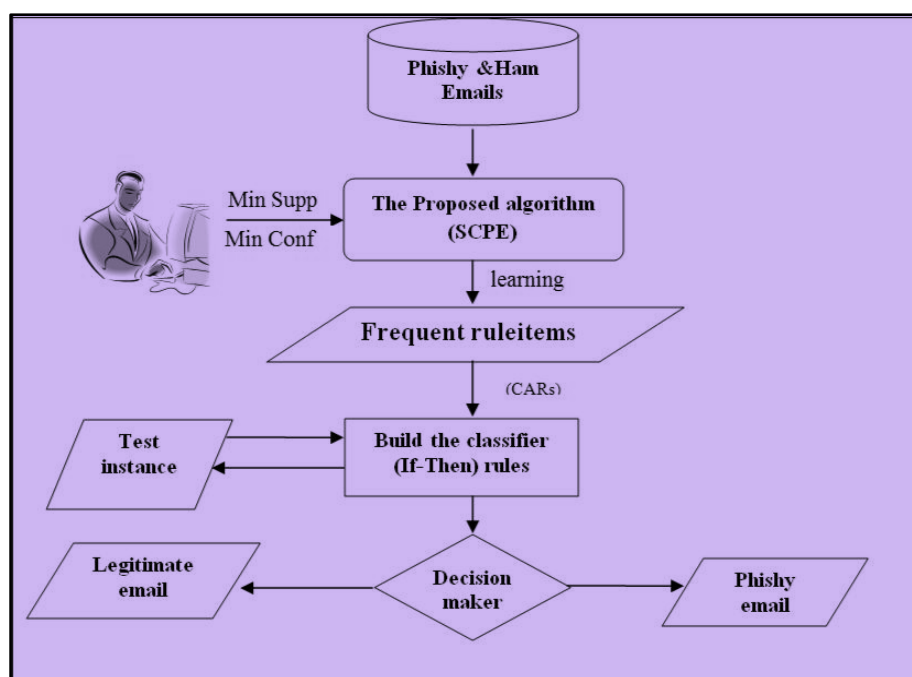 Phishy &Ham
Emails
Min Supp
Min Conf
The Proposed algorithm
(SCPE)
learning
Frequent ruleitems
(CARs)
Test
instance
Build the classifier
(If-Then) rules
Legitimate
email
Decision
maker
Phishy
email